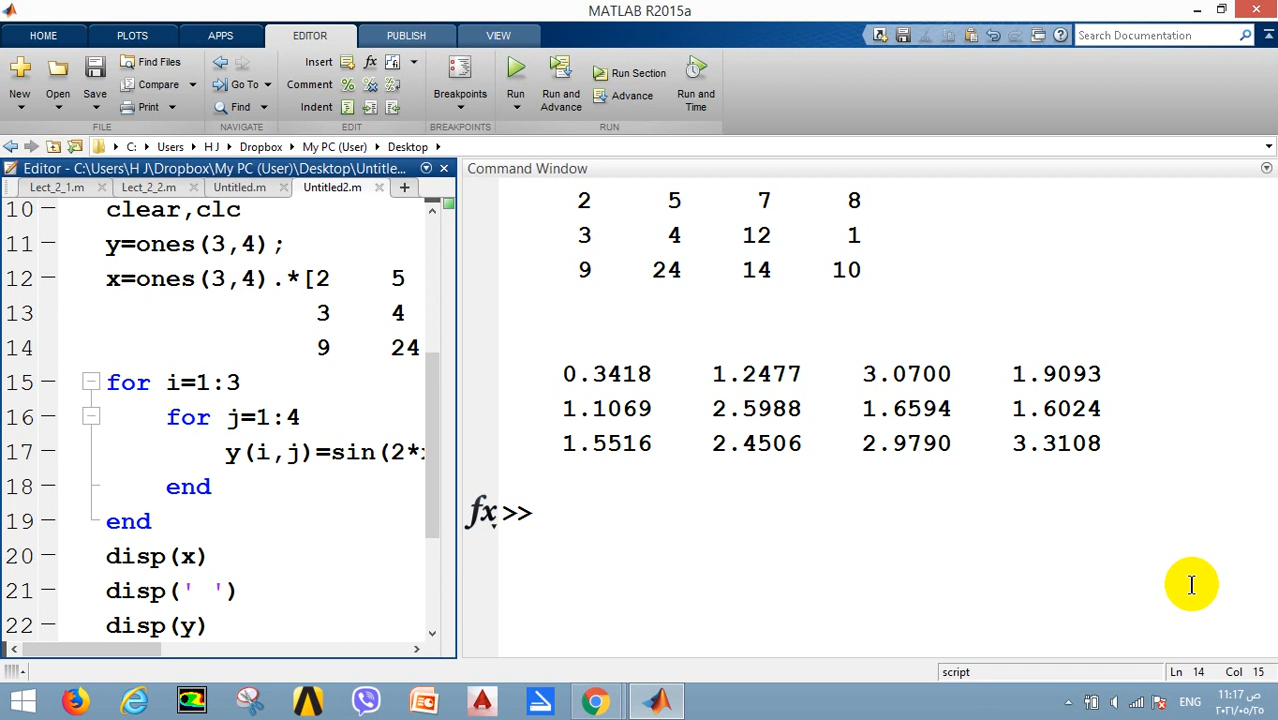 MATLAB R2015a
HOME PLOTS APPS EDITOR PUBLISH VIEW Search Documentation
New Open Save Find Files Compare Print
Go To Find
Insert fx Comment Indent
Breakpoints
Run Run and Advance Run Section Advance Run and Time
FILE NAVIGATE EDIT BREAKPOINTS RUN
C: Users H J Dropbox My PC (User) Desktop
Editor - C:\Users\H J\Dropbox\My PC (User)\Desktop\Untitle... Command Window
Lect_2_1.m Lect_2_2.m Untitled.m Untitled2.m +
10 clear,clc
11 y=ones(3,4);
12 x=ones(3,4).*[2 5
13 3 4
14 9 24
15 for i=1:3
16 for j=1:4
17 y(i,j)=sin(2*
18 end
19 end
20 disp(x)
21 disp(' ')
22 disp(y)
2 5 7 8
3 4 12 1
9 24 14 10
0.3418 1.2477 3.0700 1.9093
1.1069 2.5988 1.6594 1.6024
1.5516 2.4506 2.9790 3.3108
fx >>
script Ln 14 Col 15
ENG ص 11:17
٢٠٢١/٠٥/٢٥